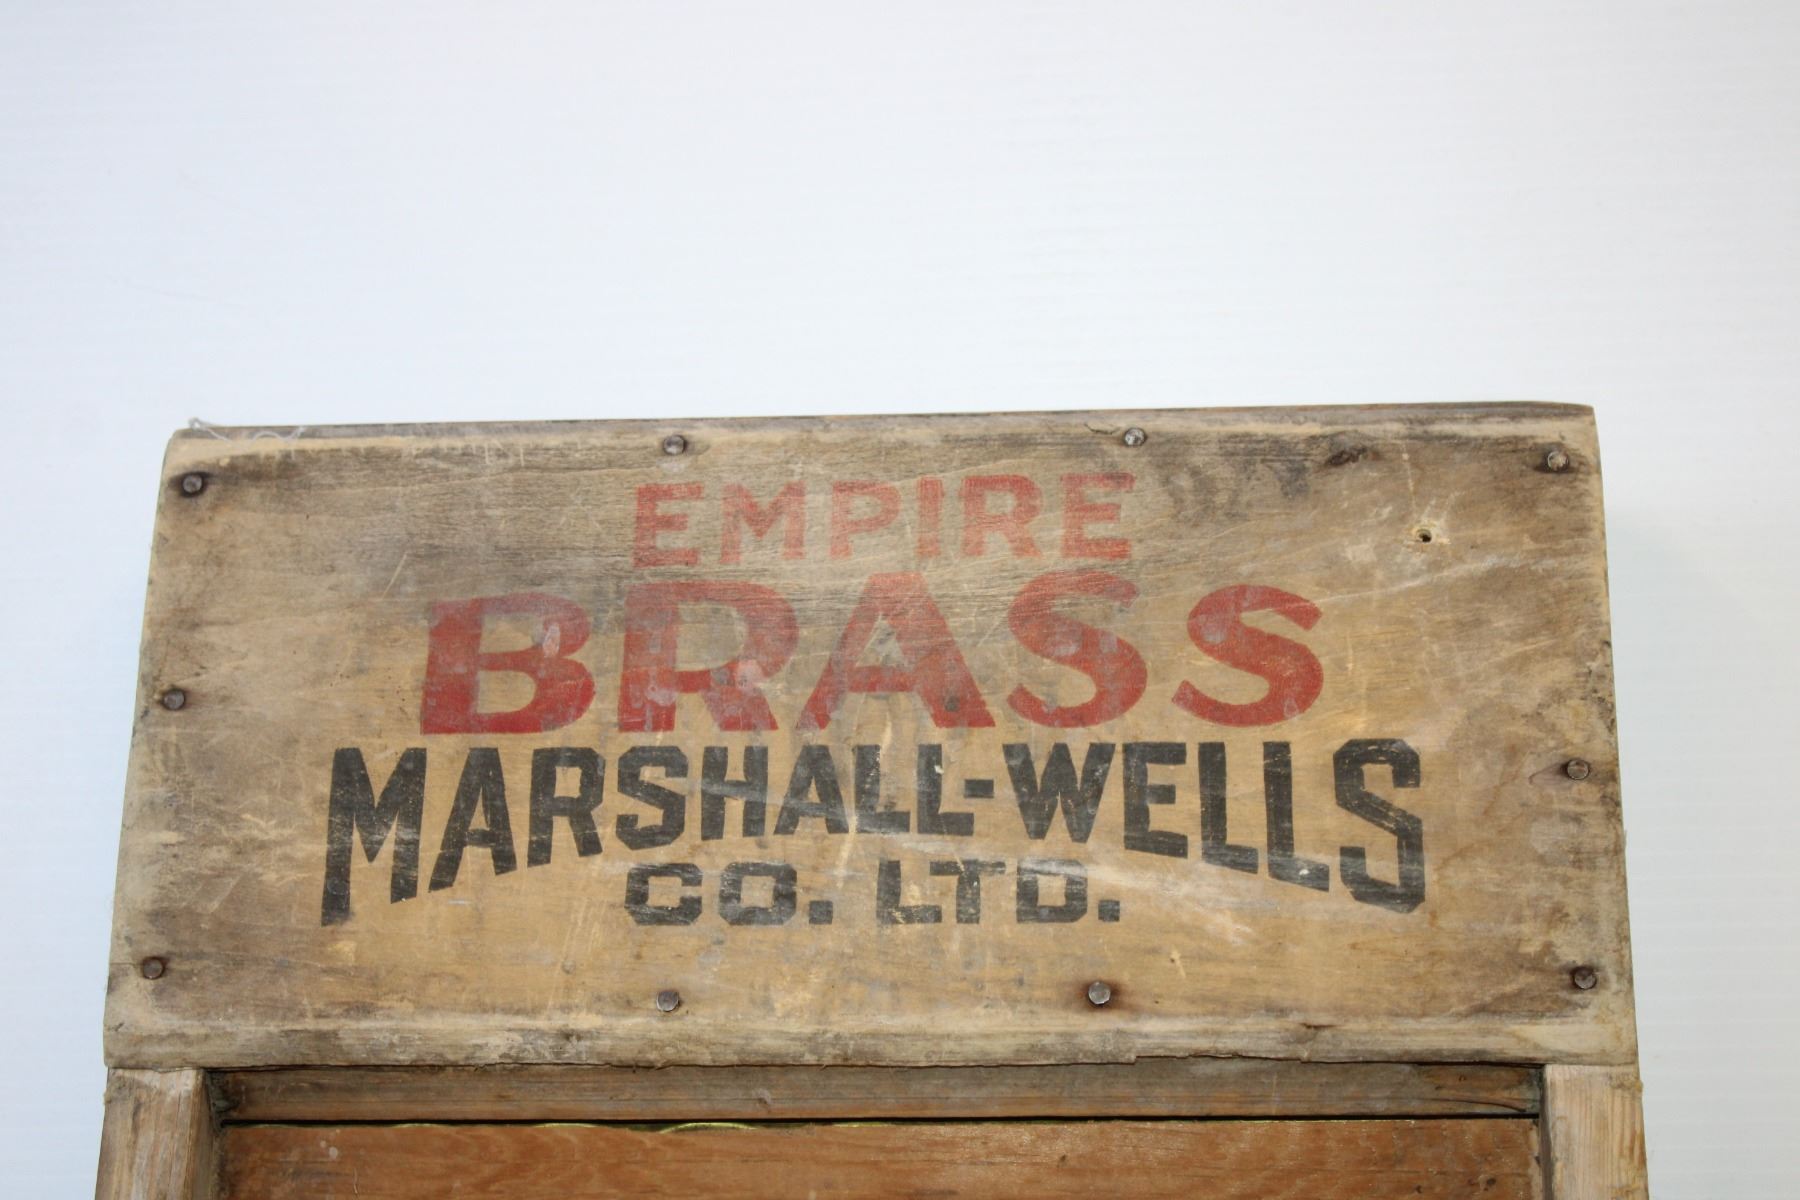 EMPIRE
BRASS
MARSHALL-WELLS
CO. LTD.